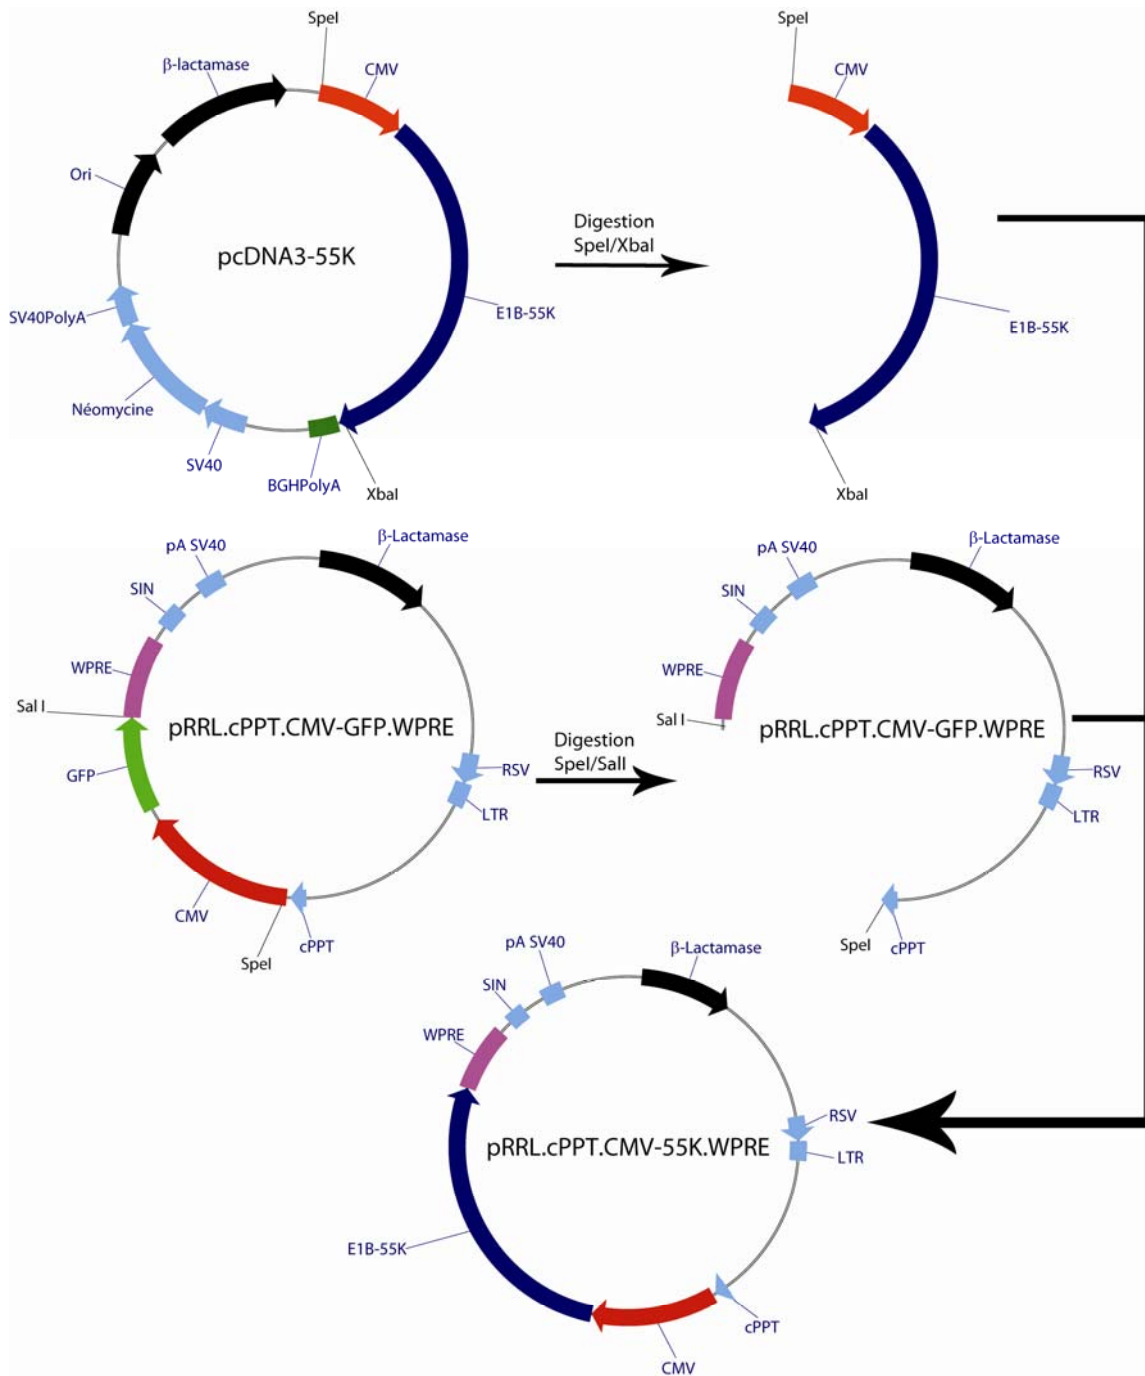 SpeI
CMV
β-lactamase
Ori
pcDNA3-55K
E1B-55K
SV40PolyA
Néomycine
SV40
BGHPolyA
XbaI
Digestion
SpeI/XbaI
SpeI
CMV
E1B-55K
XbaI
pA SV40
β-Lactamase
SIN
WPRE
Sal I
pRRL.cPPT.CMV-GFP.WPRE
GFP
RSV
LTR
CMV
cPPT
SpeI
Digestion
SpeI/SalI
pA SV40
β-Lactamase
SIN
WPRE
Sal I
pRRL.cPPT.CMV-GFP.WPRE
RSV
LTR
SpeI
cPPT
pA SV40
β-Lactamase
SIN
WPRE
RSV
pRRL.cPPT.CMV-55K.WPRE
LTR
E1B-55K
cPPT
CMV